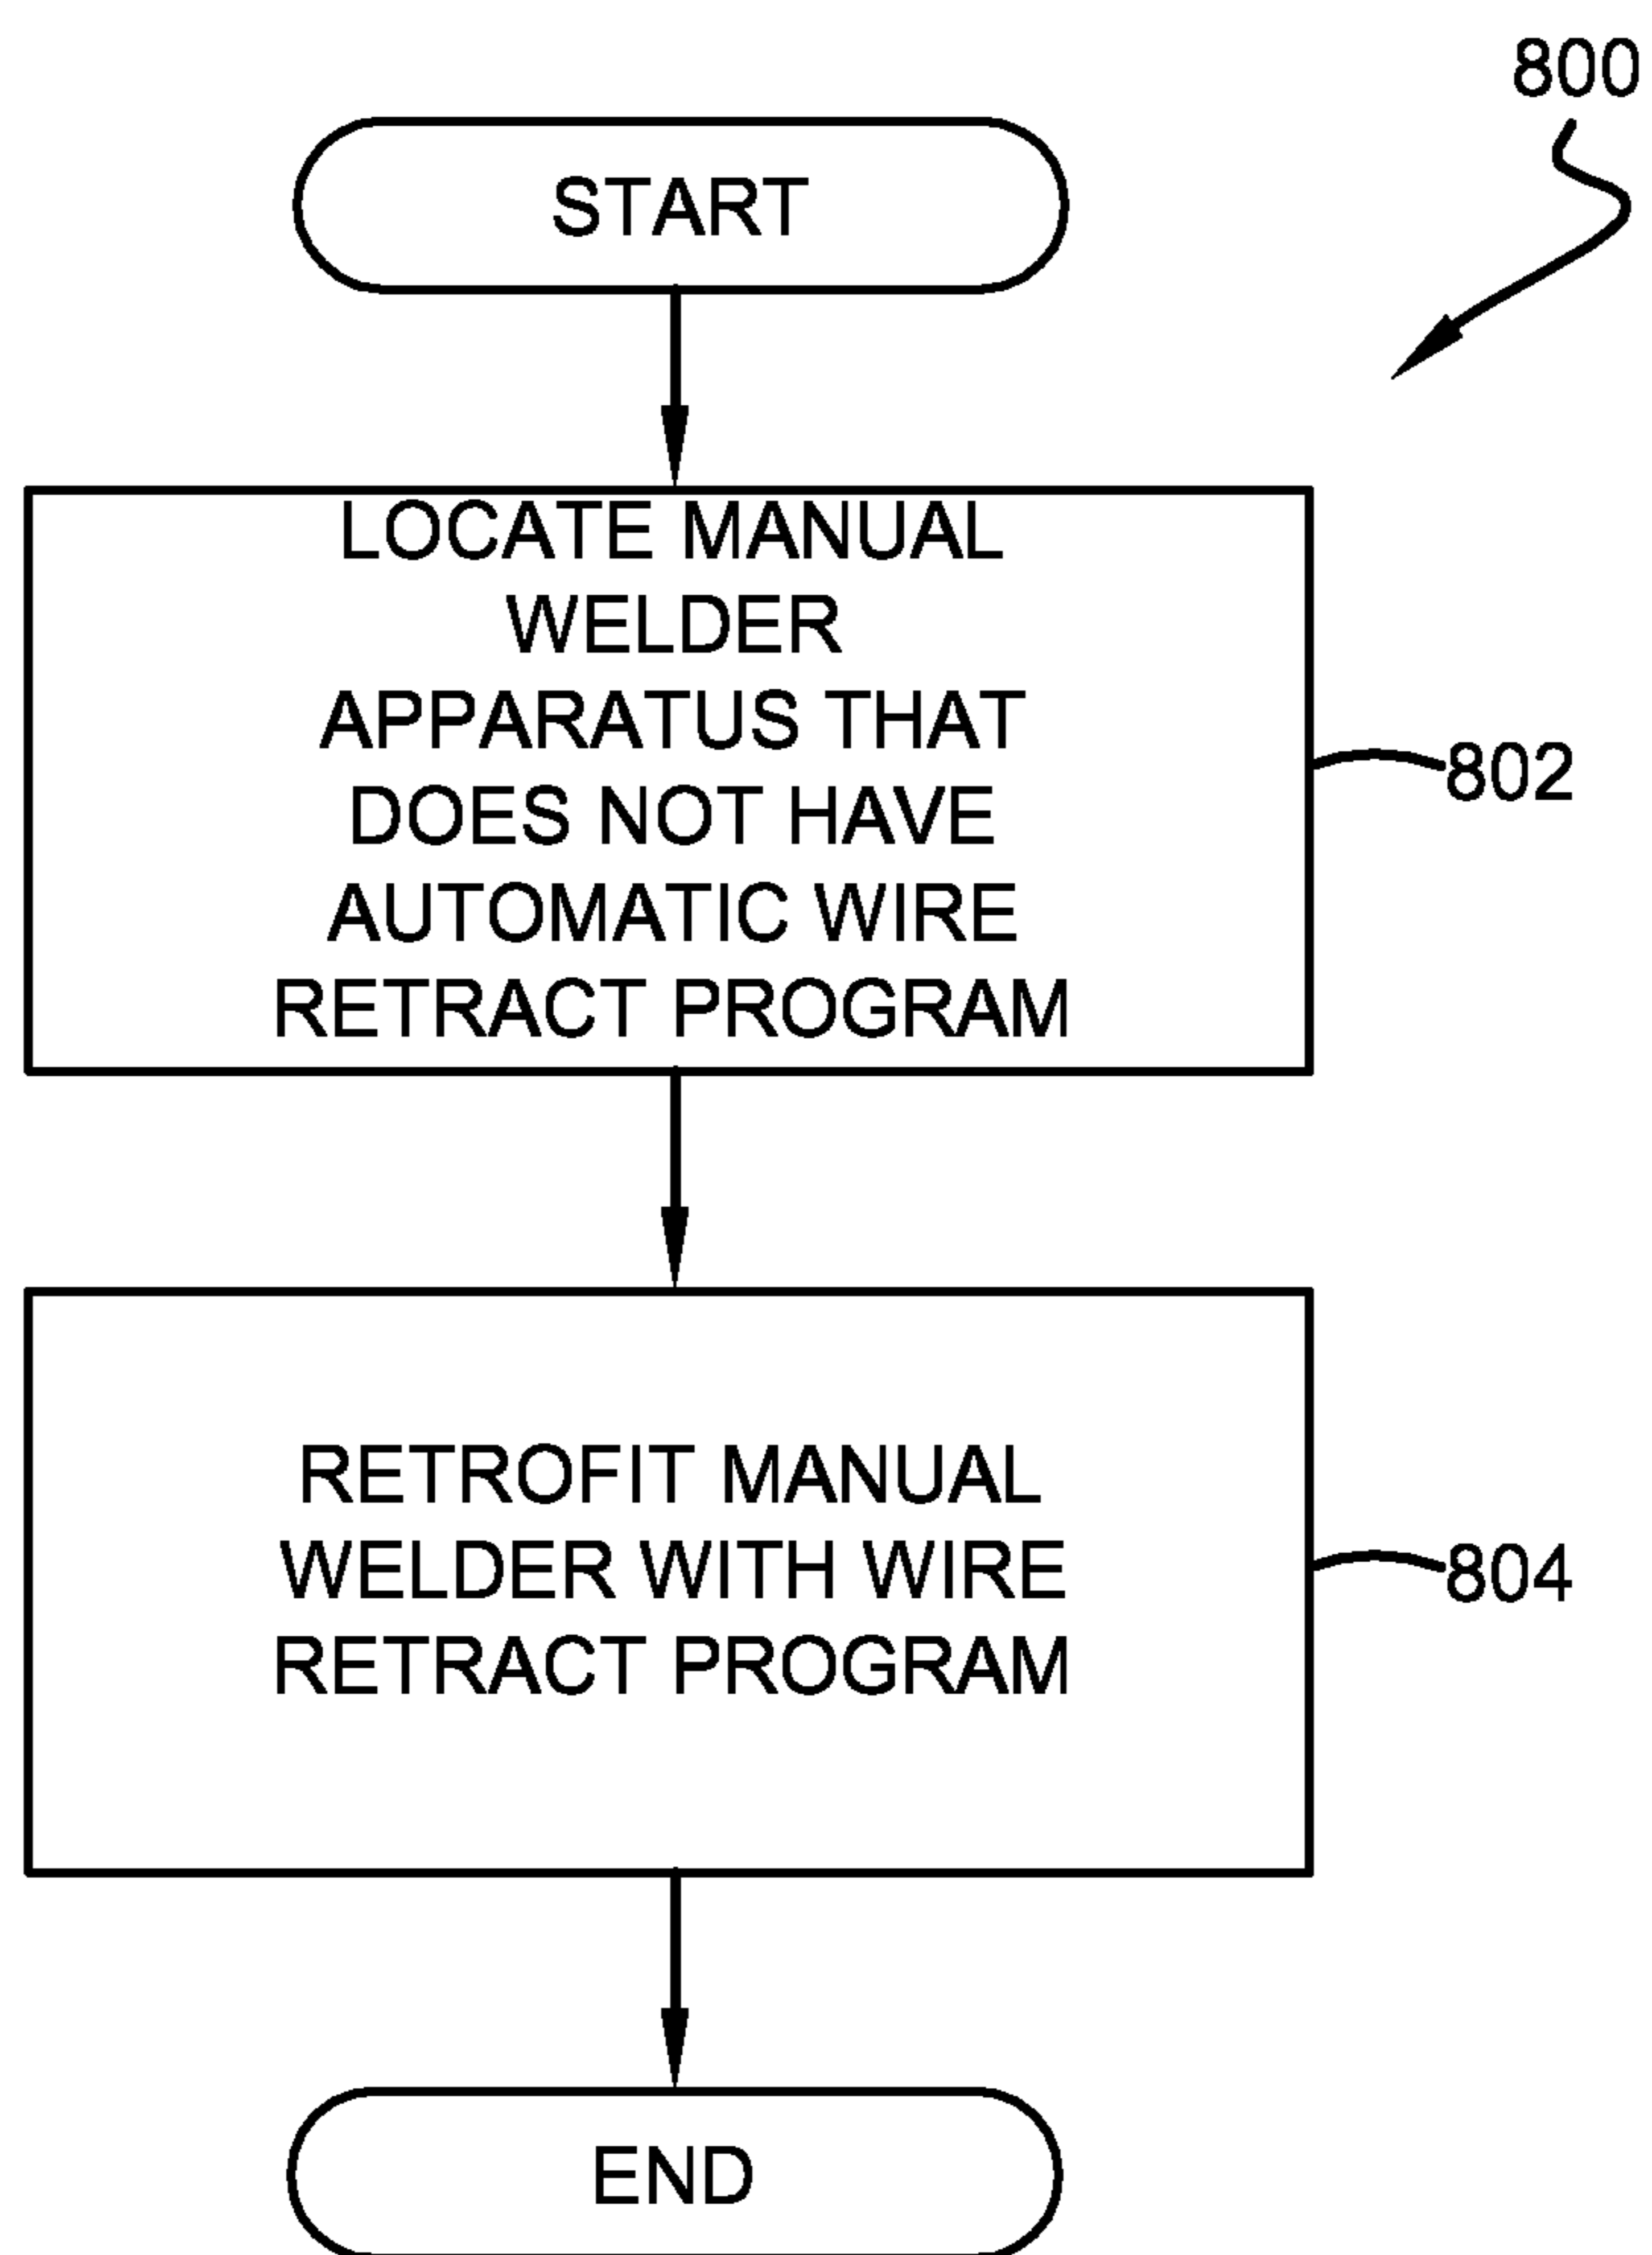 800
START
LOCATE MANUAL
WELDER
APPARATUS THAT
DOES NOT HAVE
AUTOMATIC WIRE
RETRACT PROGRAM
802
RETROFIT MANUAL
WELDER WITH WIRE
RETRACT PROGRAM
804
END